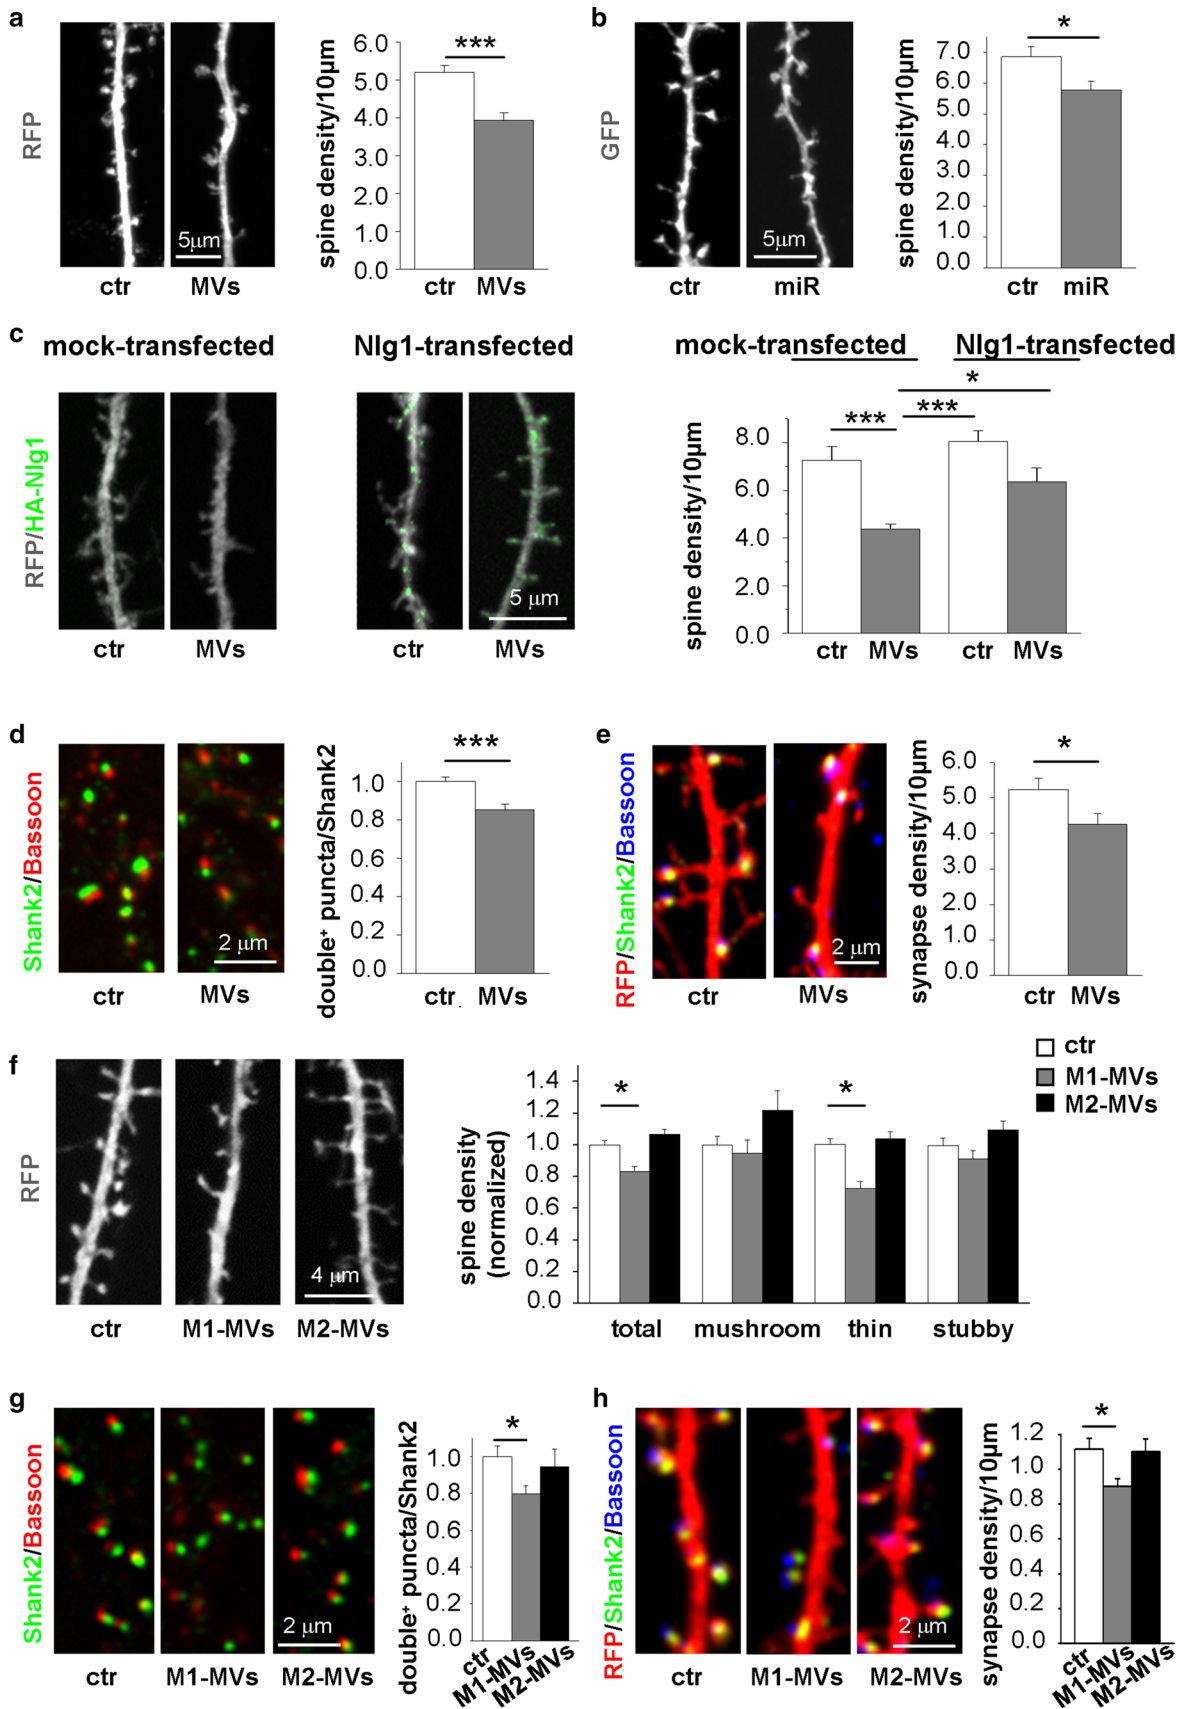 a
RFP
5μm
ctr
MVs
spine density/10μm
6.0
5.0
4.0
3.0
2.0
1.0
0.0
***
ctr
MVs
b
GFP
5μm
ctr
miR
spine density/10μm
7.0
6.0
5.0
4.0
3.0
2.0
1.0
0.0
*
ctr
miR
c
mock-transfected
Nlg1-transfected
RFP/HA-Nlg1
5 μm
ctr
MVs
ctr
MVs
mock-transfected
Nlg1-transfected
*
***
***
spine density/10μm
8.0
6.0
4.0
2.0
0.0
ctr
MVs
ctr
MVs
d
Shank2/Bassoon
2 μm
ctr
MVs
double⁺ puncta/Shank2
1.0
0.8
0.6
0.4
0.2
0.0
***
ctr
MVs
e
RFP/Shank2/Bassoon
2 μm
ctr
MVs
synapse density/10μm
6.0
5.0
4.0
3.0
2.0
1.0
0.0
*
ctr
MVs
f
RFP
4 μm
ctr
M1-MVs
M2-MVs
spine density
(normalized)
1.4
1.2
1.0
0.8
0.6
0.4
0.2
0.0
*
*
total
mushroom
thin
stubby
ctr
M1-MVs
M2-MVs
g
Shank2/Bassoon
2 μm
ctr
M1-MVs
M2-MVs
double⁺ puncta/Shank2
1.0
0.8
0.6
0.4
0.2
0.0
*
ctr
M1-MVs
M2-MVs
h
RFP/Shank2/Bassoon
2 μm
ctr
M1-MVs
M2-MVs
synapse density/10μm
1.2
1.0
0.8
0.6
0.4
0.2
0.0
*
ctr
M1-MVs
M2-MVs